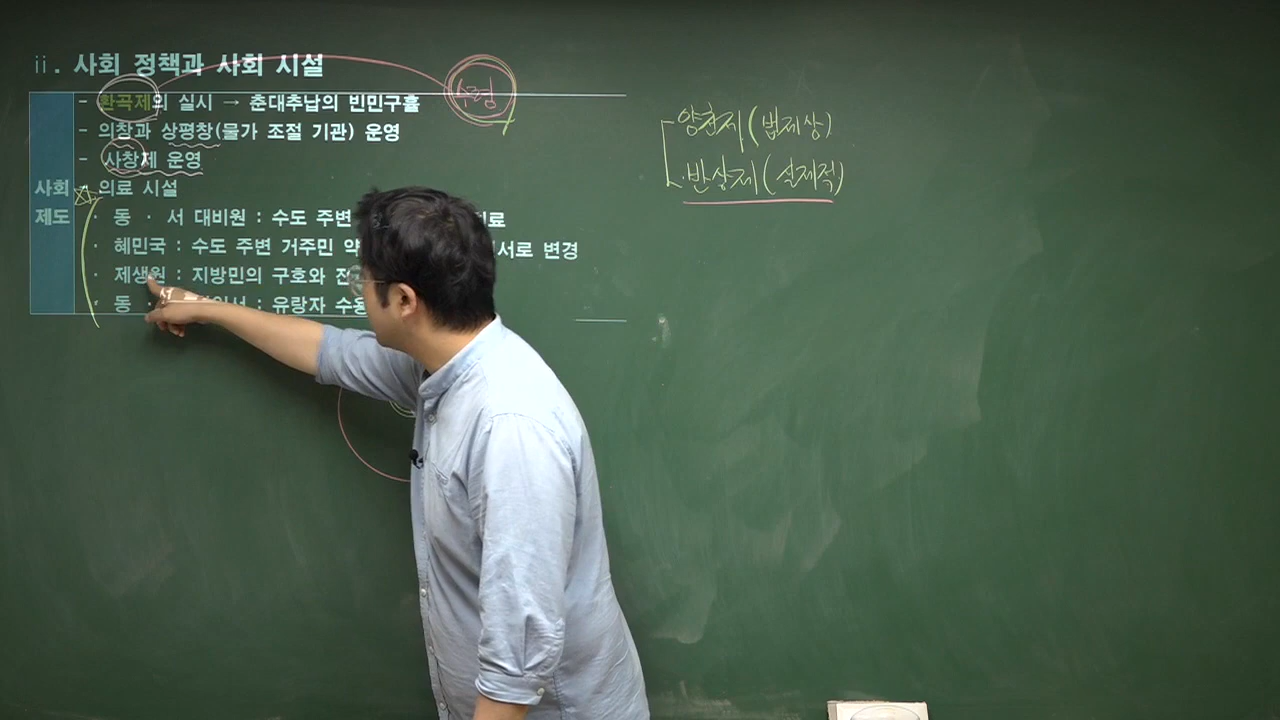 ii. 사회 정책과 사회 시설
수령
사회 제도
- 환곡제의 실시 → 춘대추납의 빈민구휼
- 의창과 상평창(물가 조절 기관) 운영
- 사창제 운영
☆ 의료 시설
· 동 · 서 대비원 : 수도 주변
· 혜민국 : 수도 주변 거주민 약 서로 변경
· 제생원 : 지방민의 구호와
· 동 · : 유랑자
양천제 (법제상)
· 반상제 (실제적)